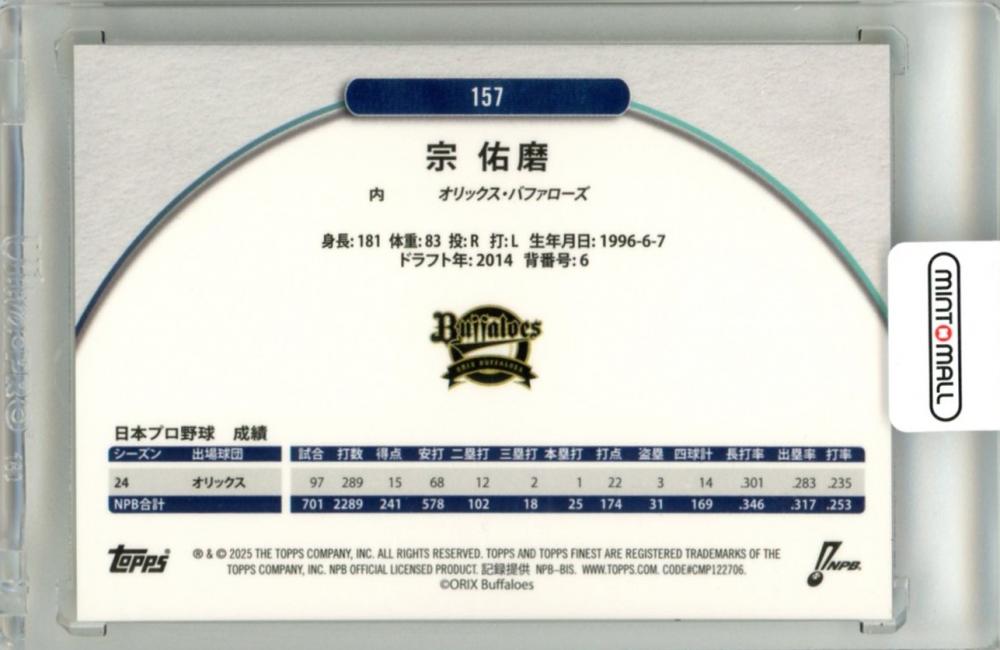 157
宗 佑磨
内 オリックス・バファローズ
身長: 181 体重: 83 投: R 打: L 生年月日: 1996-6-7
ドラフト年: 2014 背番号: 6
Buffaloes
ORIX BUFFALOES
日本プロ野球 成績
シーズン 出場球団 試合 打数 得点 安打 二塁打 三塁打 本塁打 打点 盗塁 四球計 長打率 出塁率 打率
24 オリックス 97 289 15 68 12 2 1 22 3 14 .301 .283 .235
NPB合計 701 2289 241 578 102 18 25 174 31 169 .346 .317 .253
topps
® & © 2025 THE TOPPS COMPANY, INC. ALL RIGHTS RESERVED. TOPPS AND TOPPS FINEST ARE REGISTERED TRADEMARKS OF THE
TOPPS COMPANY, INC. NPB OFFICIAL LICENSED PRODUCT. 記録提供 NPB-BIS. WWW.TOPPS.COM. CODE#CMP122706.
©ORIX Buffaloes
NPB.
MINTOMALL